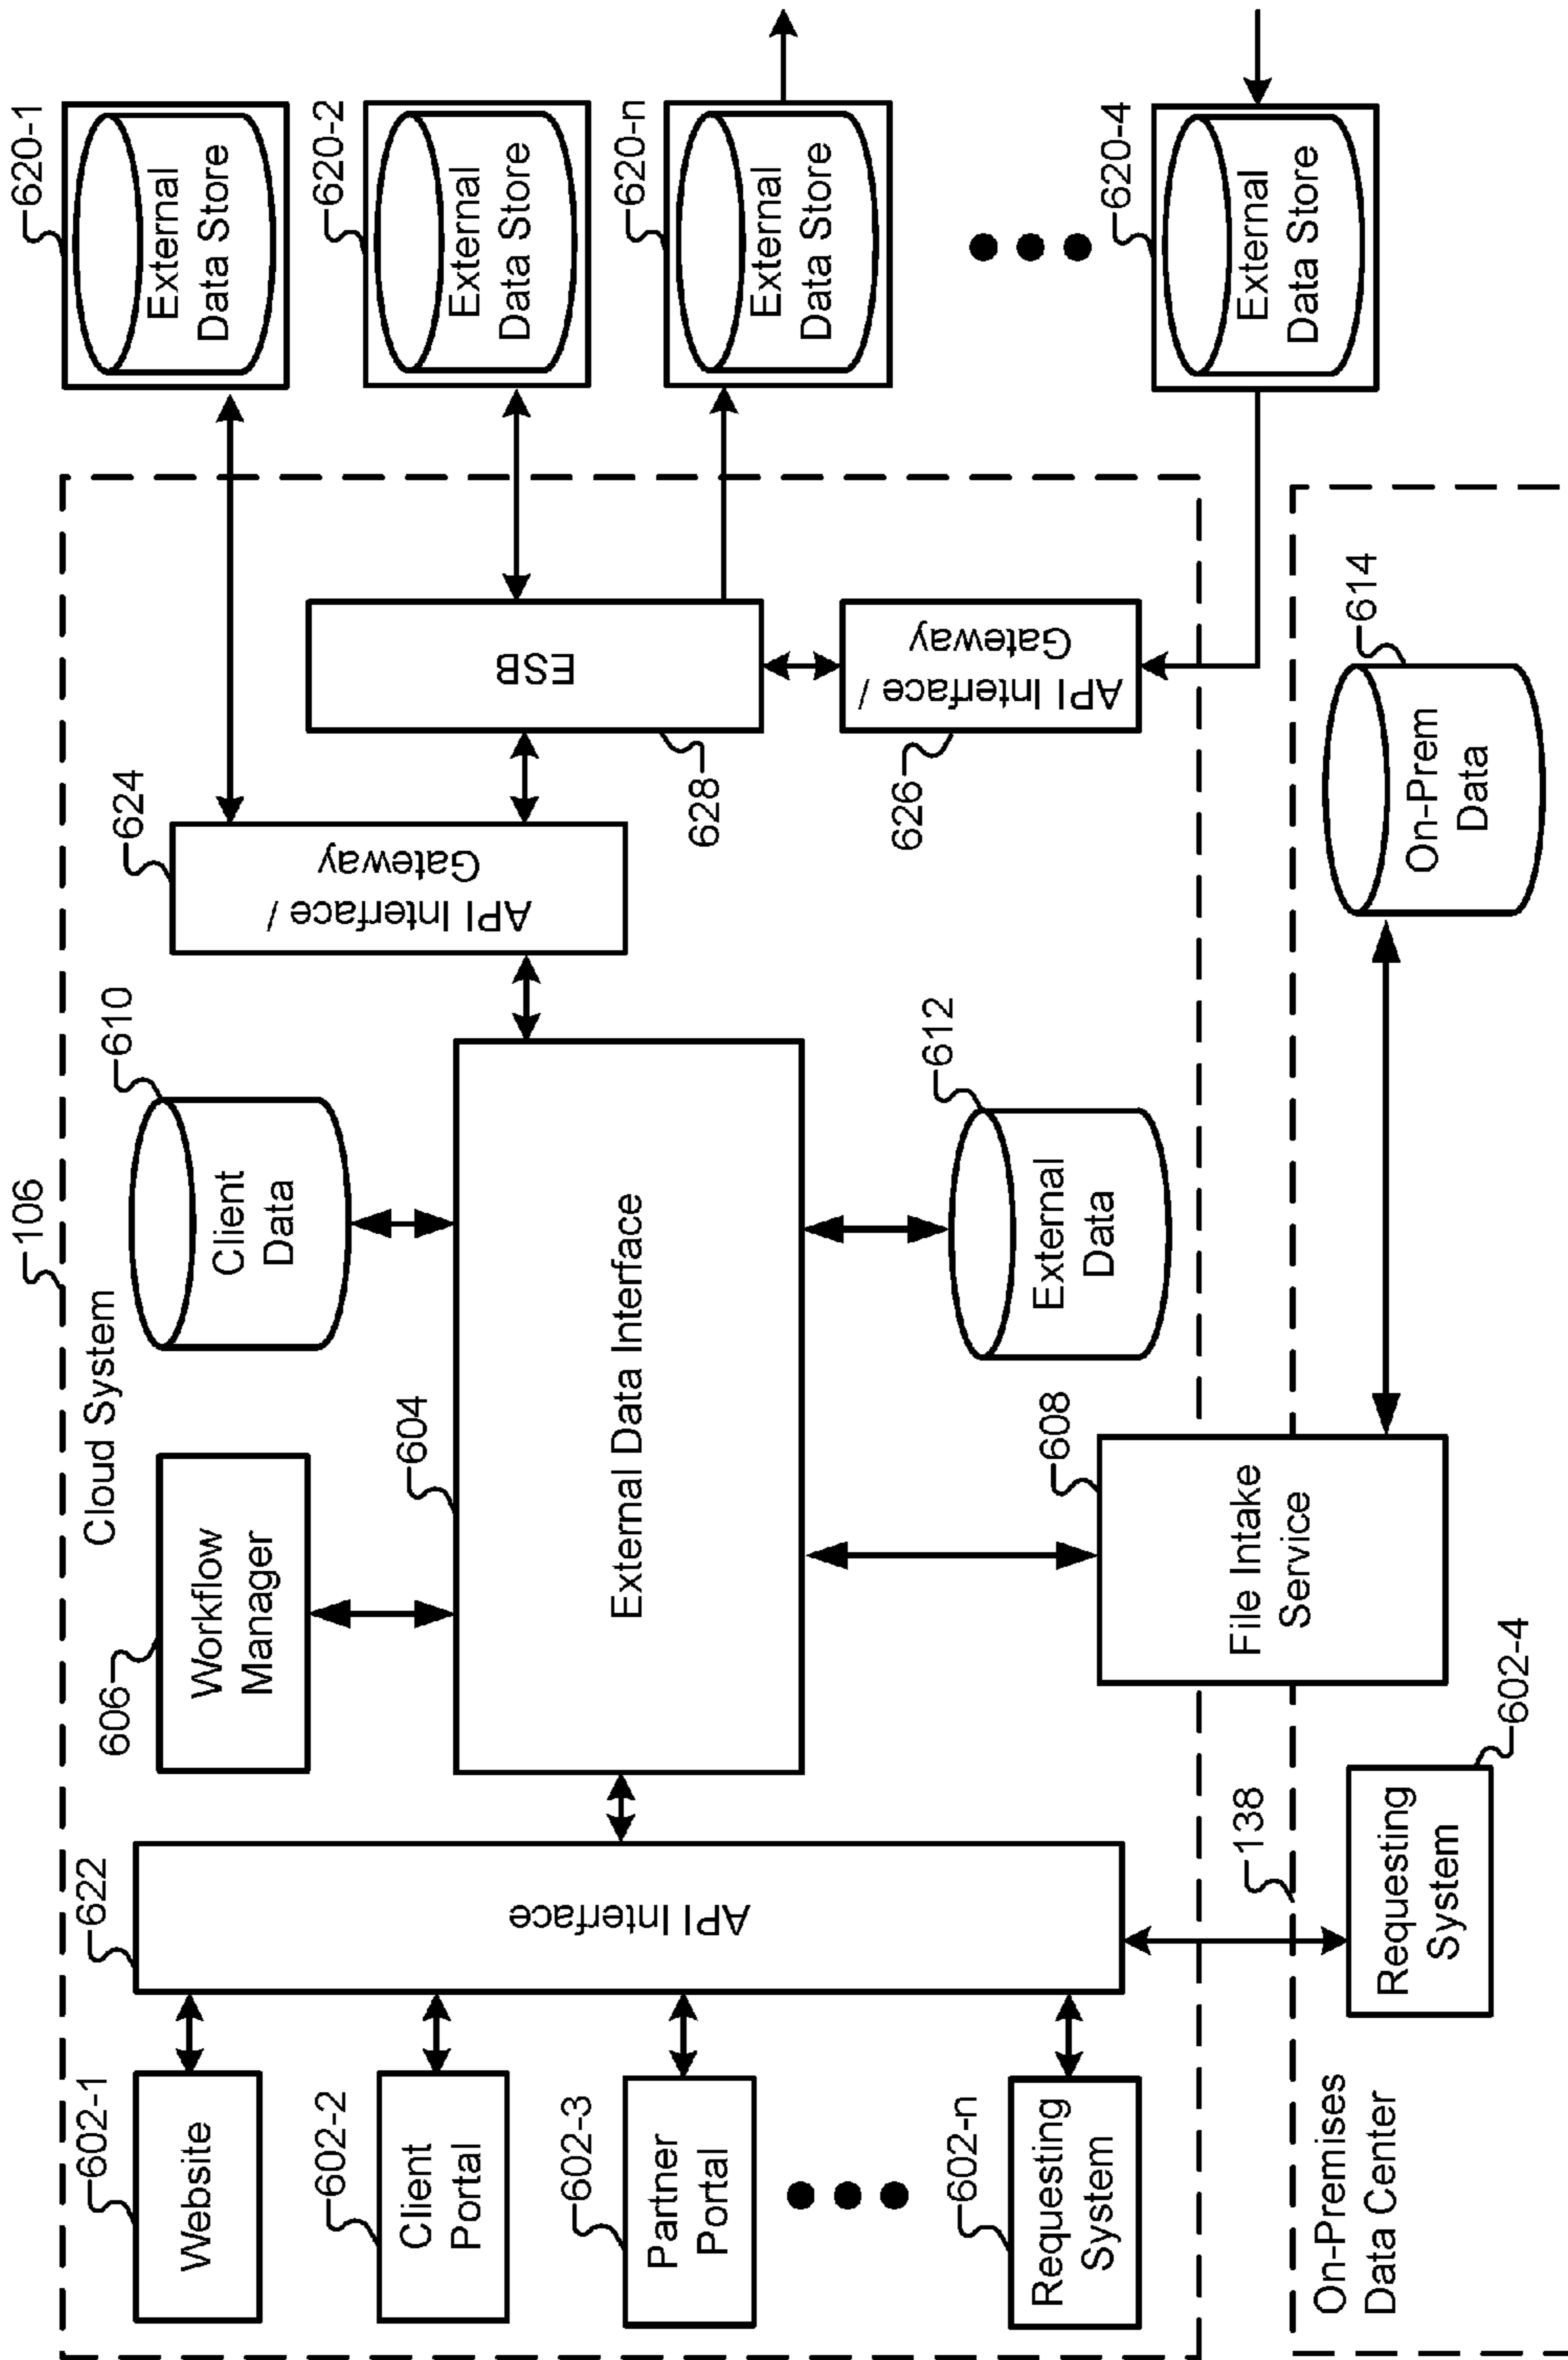 106
Cloud System
602-1
Website
602-2
Client
Portal
602-3
Partner
Portal
602-n
Requesting
System
622
API Interface
606
Workflow
Manager
604
External Data Interface
610
Client
Data
612
External
Data
608
File Intake
Service
624
API Interface /
Gateway
628
ESB
626
API Interface /
Gateway
620-1
External
Data Store
620-2
External
Data Store
620-n
External
Data Store
620-4
External
Data Store
On-Premises
Data Center
138
Requesting
System
602-4
On-Prem
Data
614